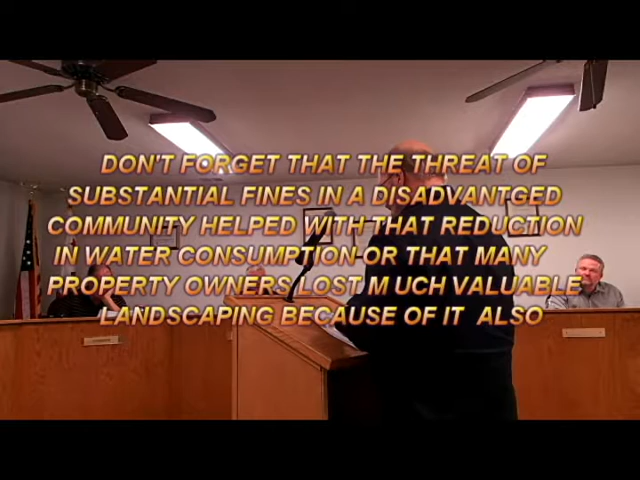 DON'T FORGET THAT THE THREAT OF
SUBSTANTIAL FINES IN A DISADVANTGED
COMMUNITY HELPED WITH THAT REDUCTION
IN WATER CONSUMPTION OR THAT MANY
PROPERTY OWNERS LOST M UCH VALUABLE
LANDSCAPING BECAUSE OF IT ALSO